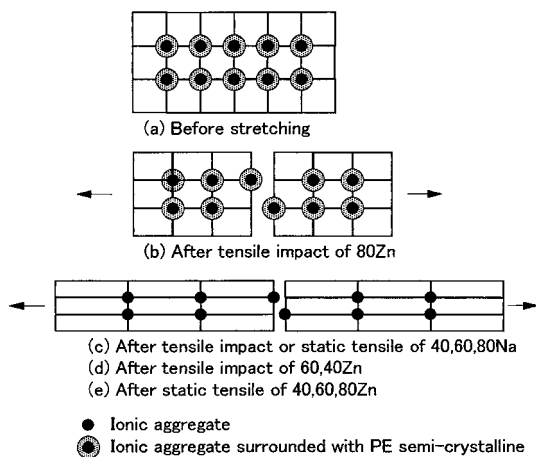 (a) Before stretching
(b) After tensile impact of 80Zn
(c) After tensile impact or static tensile of 40,60,80Na
(d) After tensile impact of 60,40Zn
(e) After static tensile of 40,60,80Zn
Ionic aggregate
Ionic aggregate surrounded with PE semi-crystalline